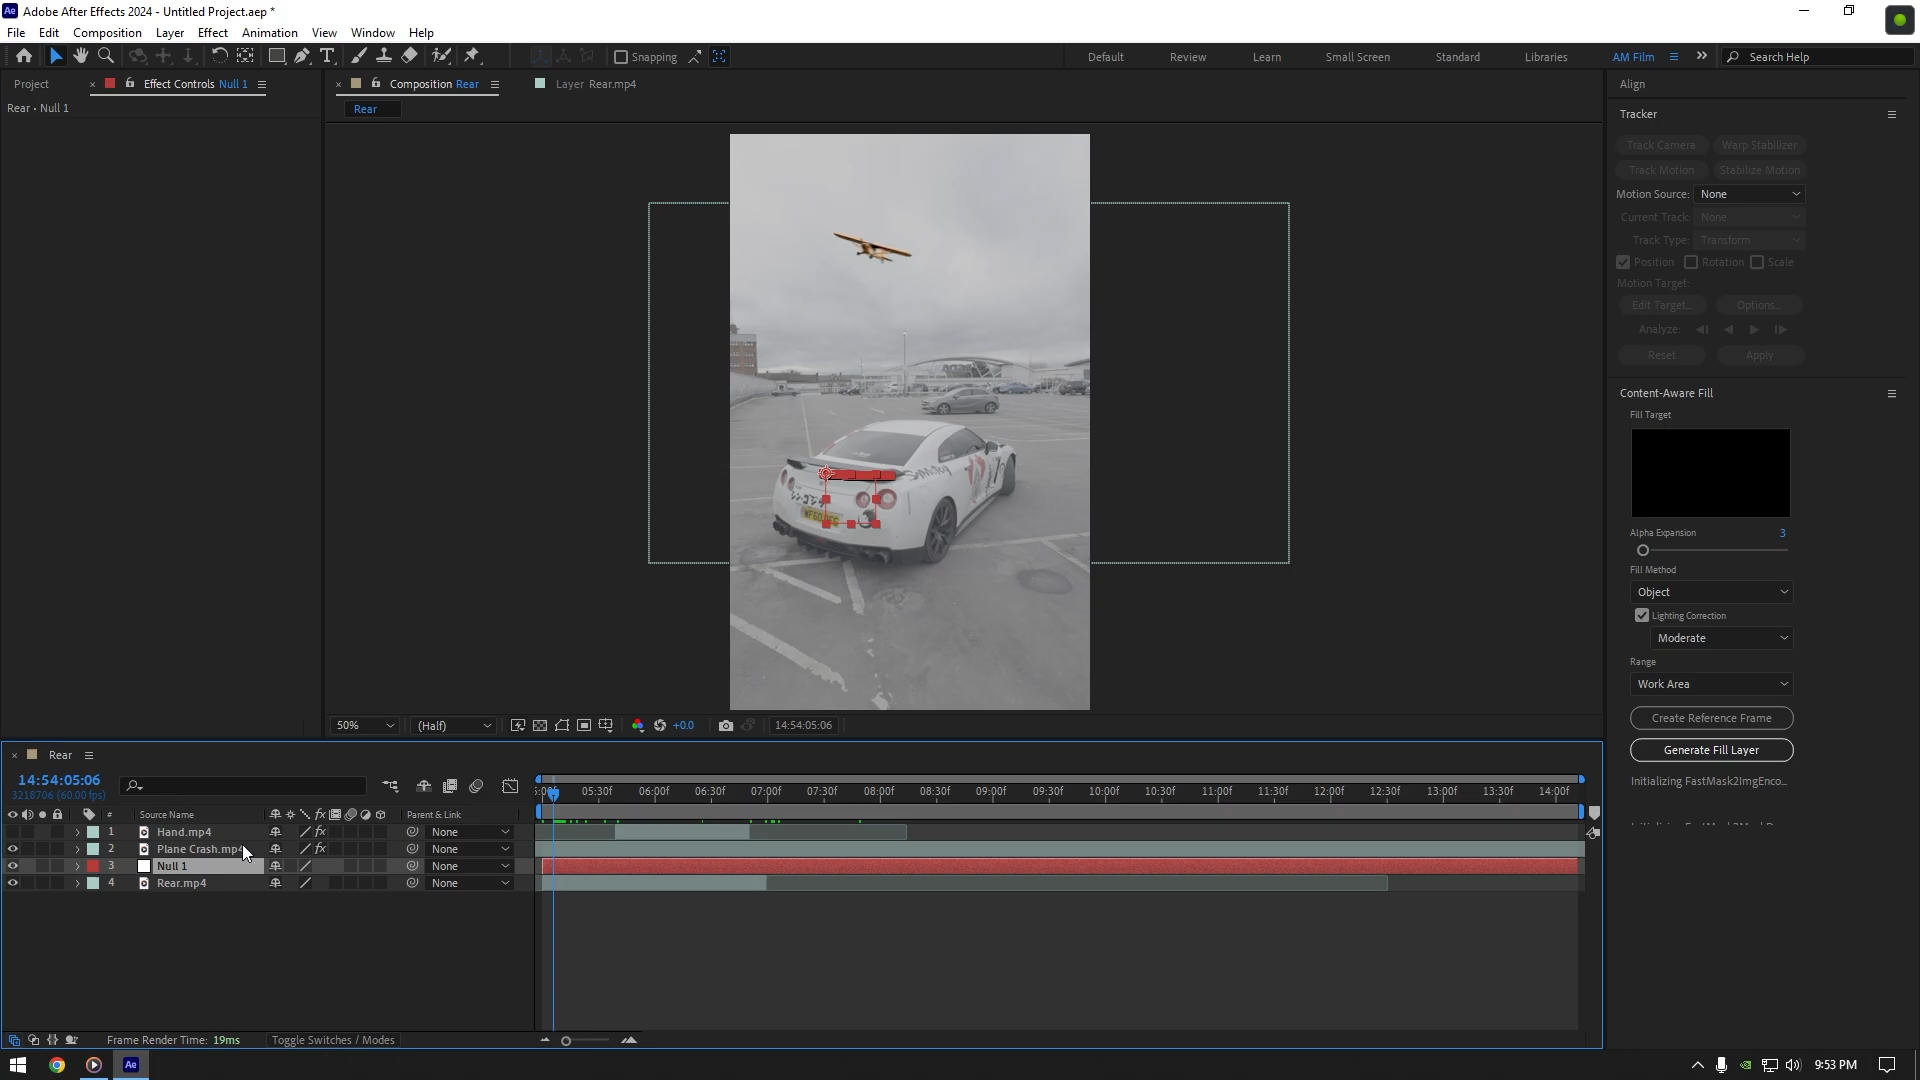 Adobe After Effects 2024 - Untitled Project.aep *
File Edit Composition Layer Effect Animation View Window Help
Snapping
Default Review Learn Small Screen Standard Libraries AM Film Search Help
Project Effect Controls Null 1
Rear • Null 1
Composition Rear Layer Rear.mp4
Rear
Align
Tracker
Track Camera Warp Stabilizer
Track Motion Stabilize Motion
Motion Source: None
Current Track: None
Track Type: Transform
Position Rotation Scale
Motion Target:
Edit Target... Options...
Analyze:
Reset Apply
Content-Aware Fill
Fill Target
Alpha Expansion 3
Fill Method
Object
Lighting Correction
Moderate
Range
Work Area
Create Reference Frame
Generate Fill Layer
Initializing FastMask2ImgEnco...
50% (Half) +0.0 14:54:05:06
Rear
14:54:05:06
3218706 (60.00 fps)
05:30f 06:00f 06:30f 07:00f 07:30f 08:00f 08:30f 09:00f 09:30f 10:00f 10:30f 11:00f 11:30f 12:00f 12:30f 13:00f 13:30f 14:00f
# Source Name Parent & Link
1 Hand.mp4 None
2 Plane Crash.mp4 None
3 Null 1 None
4 Rear.mp4 None
Frame Render Time: 19ms Toggle Switches / Modes
9:53 PM